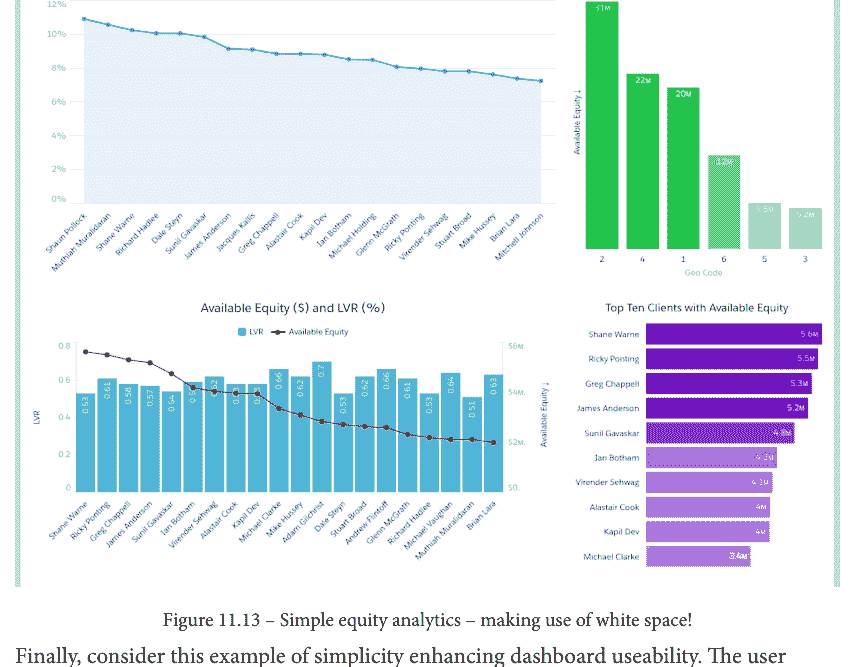 12%
10%
8%
6%
4%
2%
0%
Shaun Pollock
Muthiah Muralidaran
Shane Warne
Richard Hadlee
Dale Steyn
Sunil Gavaskar
James Anderson
Jacques Kallis
Greg Chappell
Alastair Cook
Kapil Dev
Ian Botham
Michael Holding
Glenn McGrath
Ricky Ponting
Virender Sehwag
Stuart Broad
Mike Hussey
Brian Lara
Mitchell Johnson
Available Equity ↓
31M
22M
20M
12M
5.2M
2 4 1 6 5 3
Geo Code
Available Equity ($) and LVR (%)
LVR Available Equity
LVR
0.8
0.6
0.4
0.2
0
0.53 0.61 0.58 0.57 0.54 0.62 0.66 0.62 0.7 0.53 0.62 0.66 0.61 0.53 0.64 0.51 0.63
$6M
$4M
$2M
$0
Available Equity ↓
Shane Warne
Ricky Ponting
Greg Chappell
James Anderson
Sunil Gavaskar
Ian Botham
Virender Sehwag
Alastair Cook
Kapil Dev
Michael Clarke
Mike Hussey
Adam Gilchrist
Dale Steyn
Stuart Broad
Andrew Flintoff
Glenn McGrath
Richard Hadlee
Michael Vaughan
Muthiah Muralidaran
Brian Lara
Top Ten Clients with Available Equity
Shane Warne 5.6M
Ricky Ponting 5.5M
Greg Chappell 5.3M
James Anderson 5.2M
Sunil Gavaskar
Ian Botham
Virender Sehwag
Alastair Cook 4M
Kapil Dev 4M
Michael Clarke 3.4M
Figure 11.13 – Simple equity analytics – making use of white space!
Finally, consider this example of simplicity enhancing dashboard useability. The user